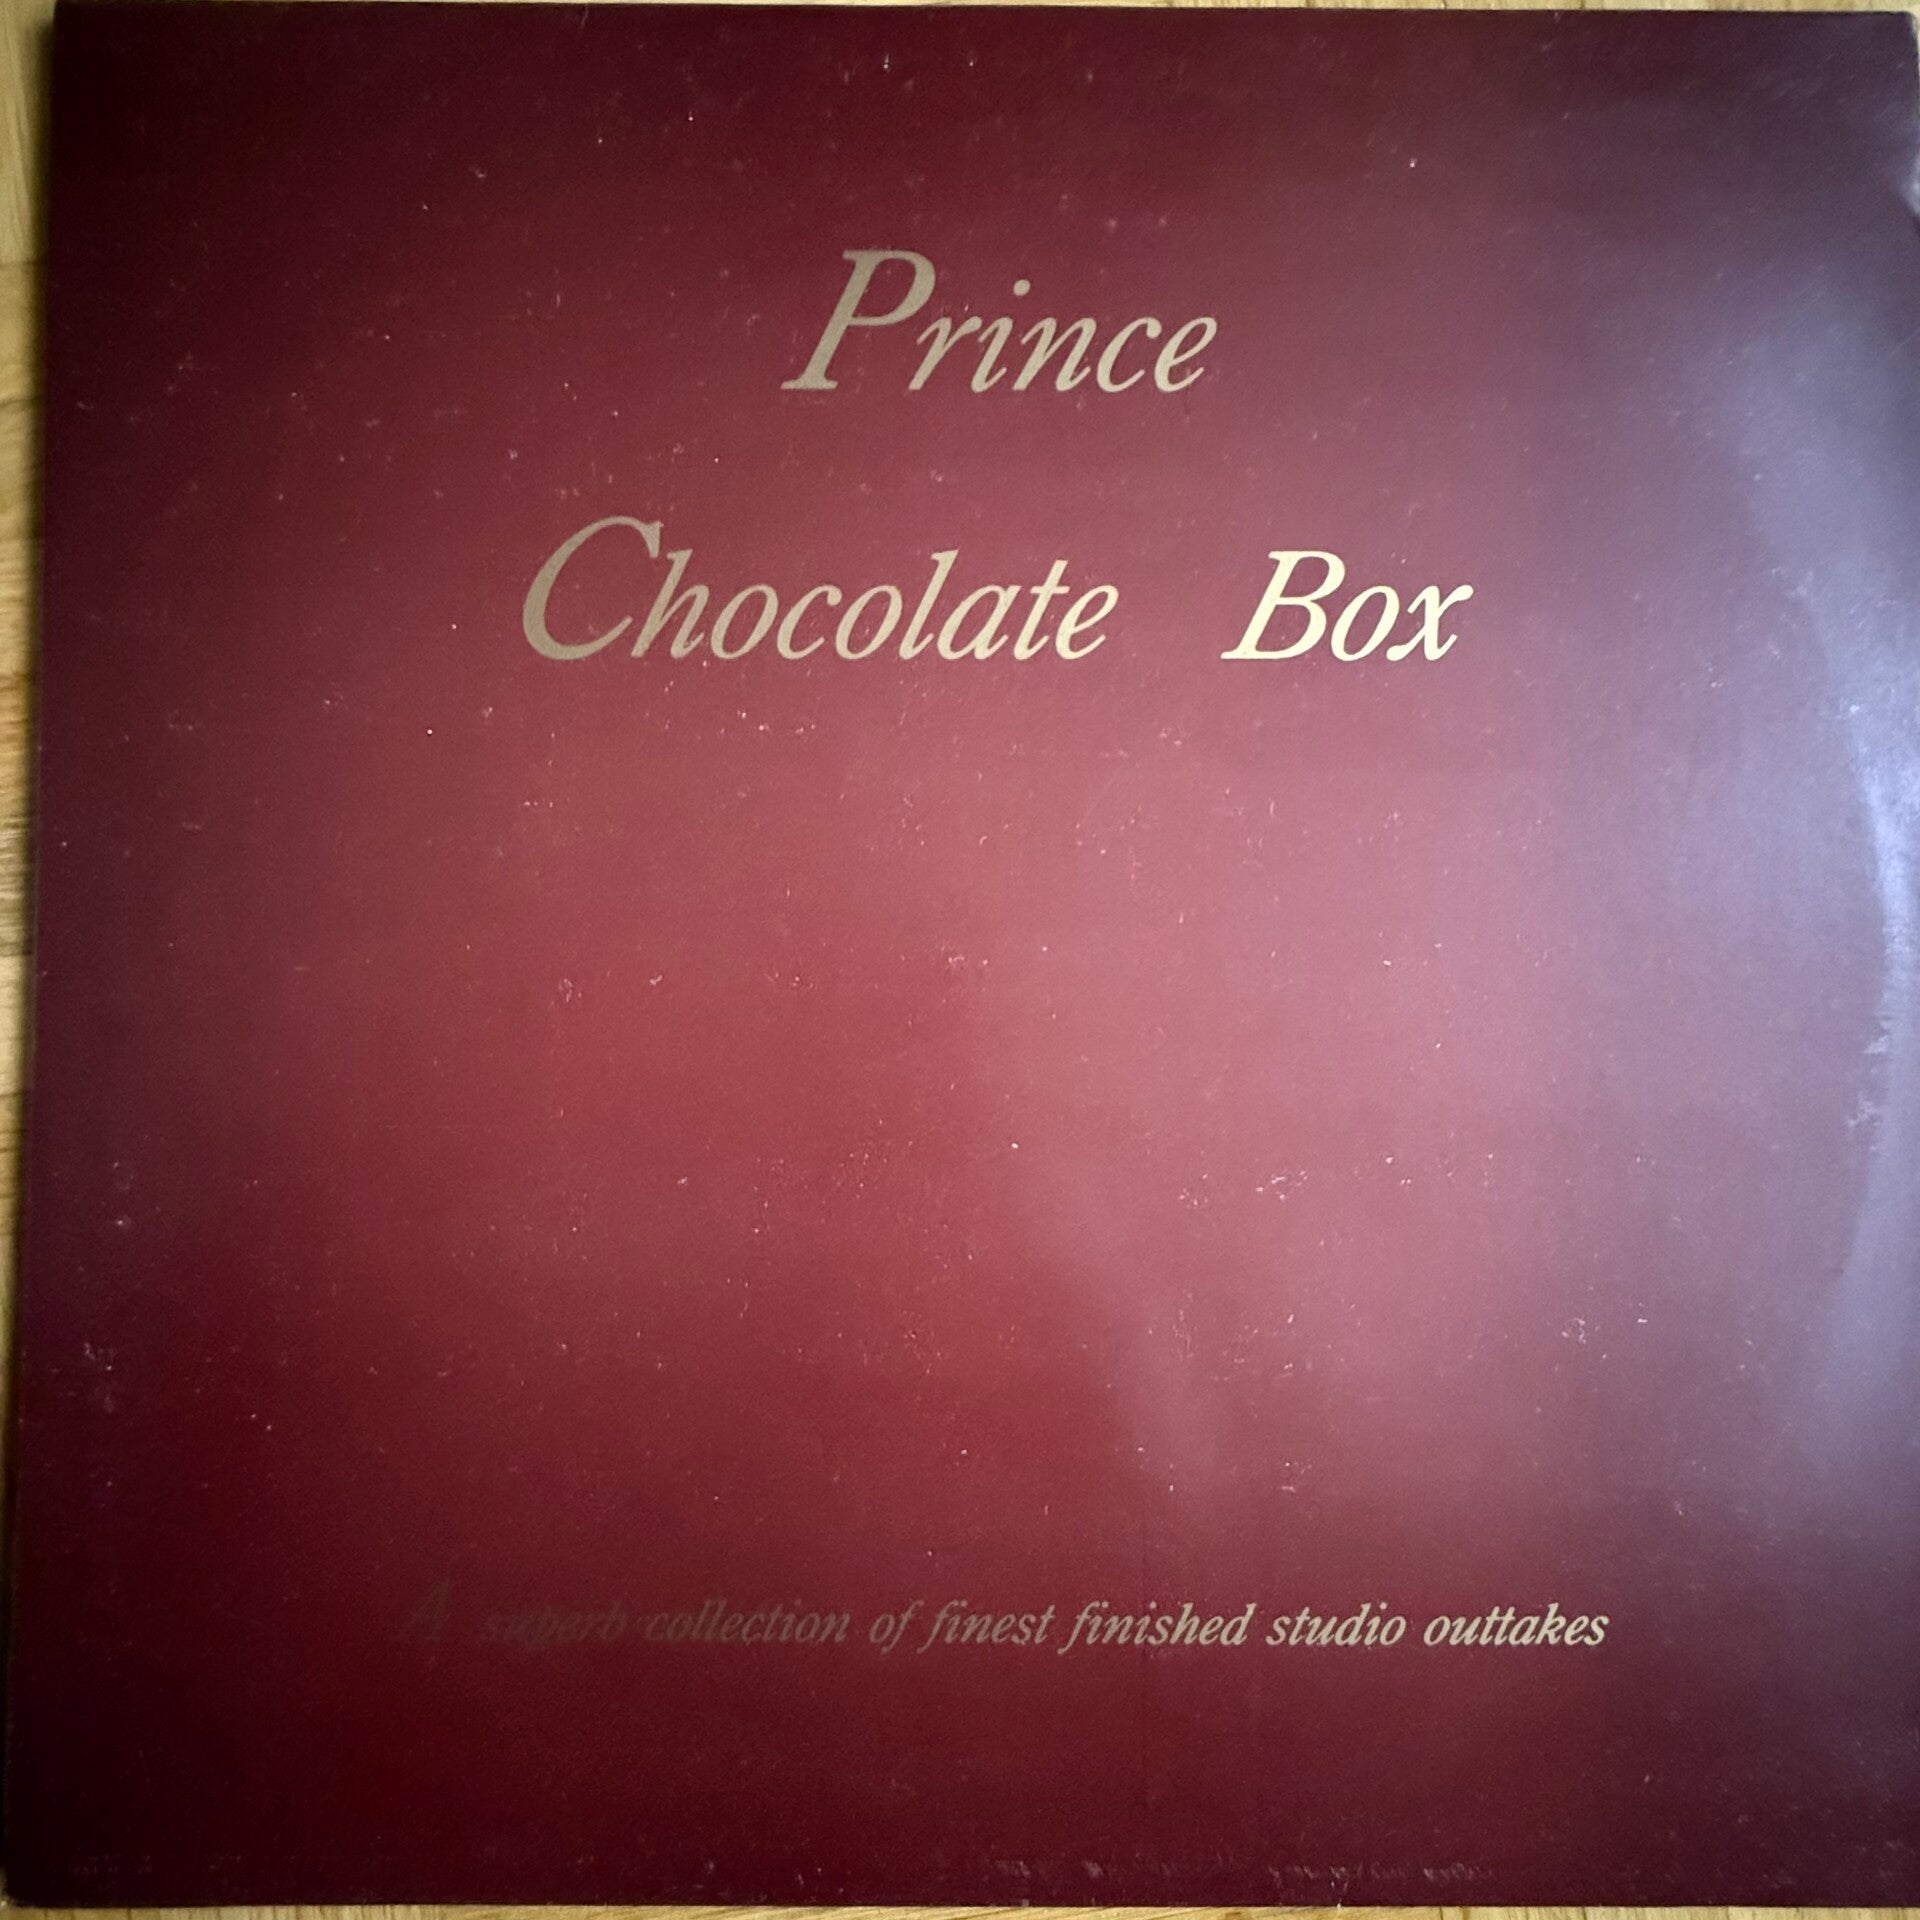 Prince
Chocolate Box
A superb collection of finest finished studio outtakes